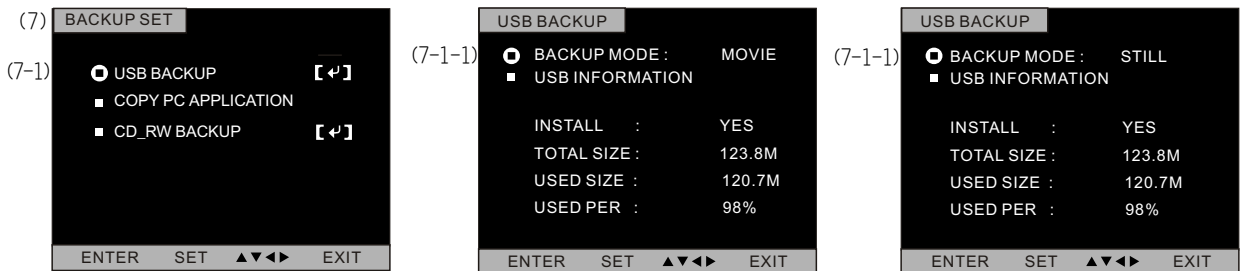 (7) BACKUP SET
(7-1) USB BACKUP [↵]
COPY PC APPLICATION
CD_RW BACKUP [↵]
ENTER SET ▲▼◀▶ EXIT
USB BACKUP
(7-1-1) BACKUP MODE : MOVIE
USB INFORMATION
INSTALL : YES
TOTAL SIZE : 123.8M
USED SIZE : 120.7M
USED PER : 98%
ENTER SET ▲▼◀▶ EXIT
USB BACKUP
(7-1-1) BACKUP MODE : STILL
USB INFORMATION
INSTALL : YES
TOTAL SIZE : 123.8M
USED SIZE : 120.7M
USED PER : 98%
ENTER SET ▲▼◀▶ EXIT